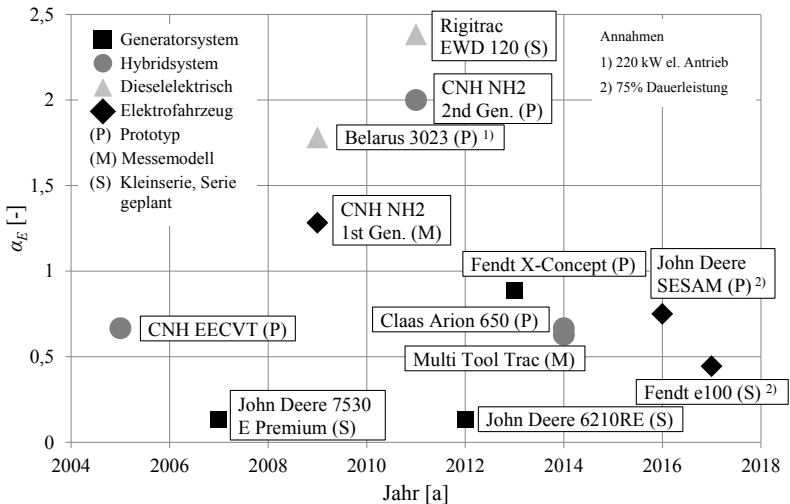 2,5
2
1,5
1
0,5
0
α_E [-]
Generatorsystem
Hybridsystem
Dieselelektrisch
Elektrofahrzeug
(P) Prototyp
(M) Messemodell
(S) Kleinserie, Serie
geplant
Rigitrac
EWD 120 (S)
CNH NH2
2nd Gen. (P)
Belarus 3023 (P) 1)
Annahmen
1) 220 kW el. Antrieb
2) 75% Dauerleistung
CNH NH2
1st Gen. (M)
Fendt X-Concept (P)
John Deere
SESAM (P) 2)
CNH EECVT (P)
Claas Arion 650 (P)
Multi Tool Trac (M)
Fendt e100 (S) 2)
John Deere 7530
E Premium (S)
John Deere 6210RE (S)
2004 2006 2008 2010 2012 2014 2016 2018
Jahr [a]